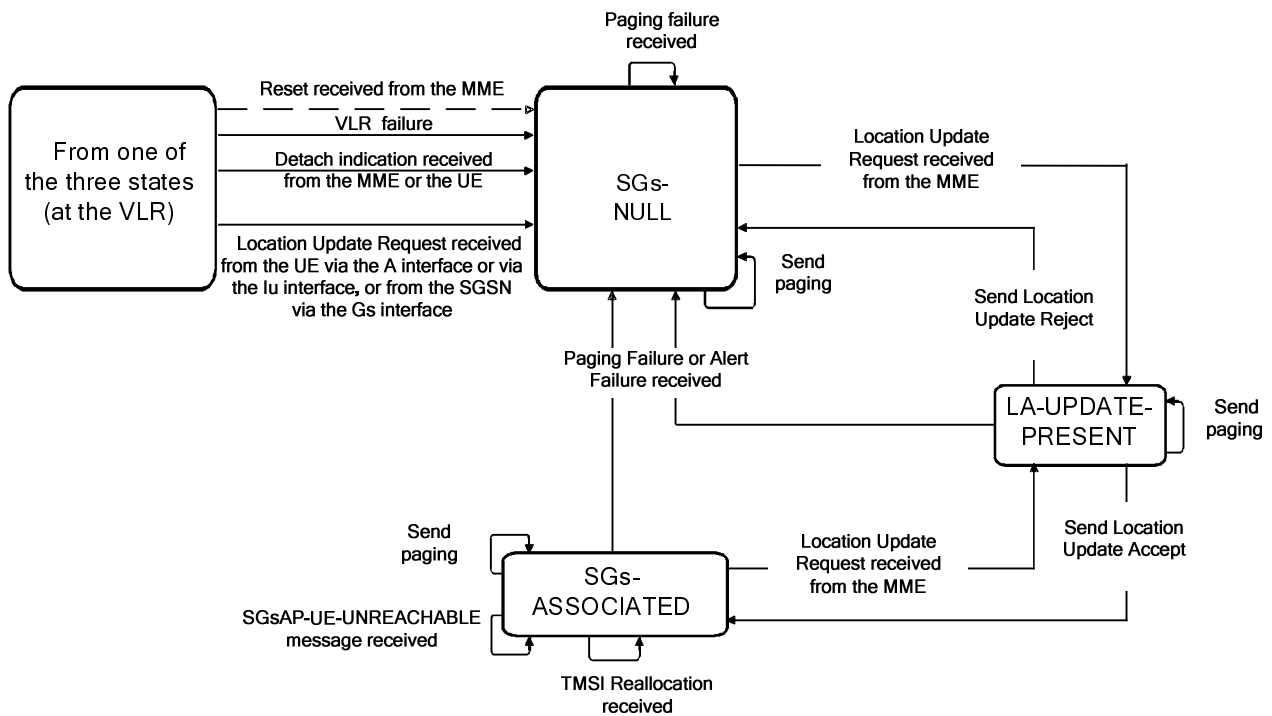 Paging failure
received
Reset received from the MME
VLR failure
Detach indication received
from the MME or the UE
From one of
the three states
(at the VLR)
Location Update Request received
from the UE via the A interface or via
the Iu interface, or from the SGSN
via the Gs interface
SGs-
NULL
Location Update
Request received
from the MME
Send
paging
Send Location
Update Reject
Paging Failure or Alert
Failure received
LA-UPDATE-
PRESENT
Send
paging
Send
paging
SGs-
ASSOCIATED
Location Update
Request received
from the MME
Send Location
Update Accept
SGsAP-UE-UNREACHABLE
message received
TMSI Reallocation
received